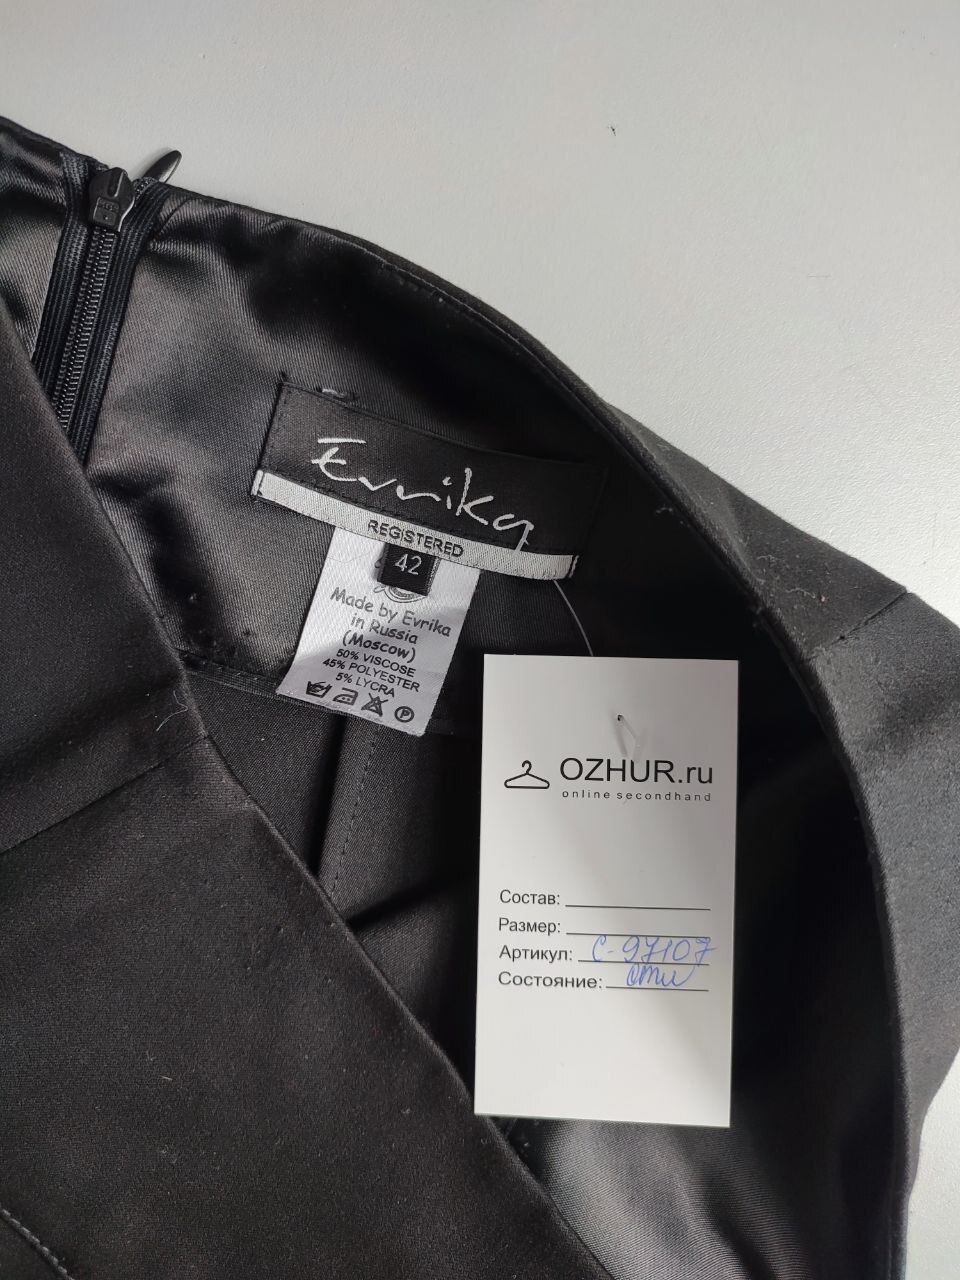 Evrika
REGISTERED
42
Made by Evrika
in Russia
(Moscow)
50% VISCOSE
45% POLYESTER
5% LYCRA
P
OZHUR.ru
online secondhand
Состав:
Размер:
Артикул: C-97107
Состояние: отл